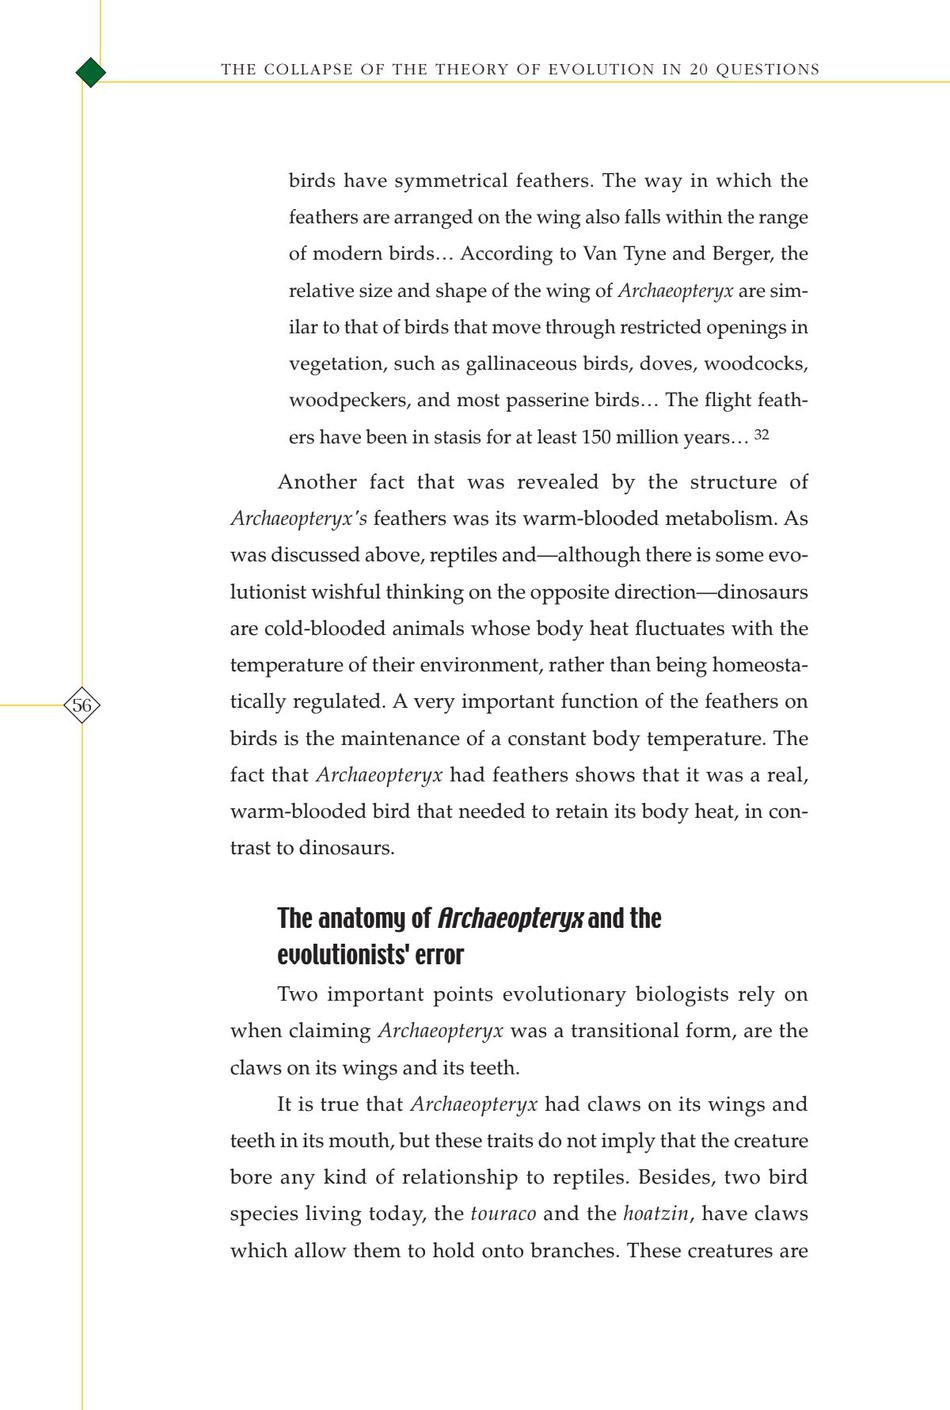 THE COLLAPSE OF THE THEORY OF EVOLUTION IN 20 QUESTIONS
birds have symmetrical feathers. The way in which the
feathers are arranged on the wing also falls within the range
of modern birds… According to Van Tyne and Berger, the
relative size and shape of the wing of Archaeopteryx are sim-
ilar to that of birds that move through restricted openings in
vegetation, such as gallinaceous birds, doves, woodcocks,
woodpeckers, and most passerine birds… The flight feath-
ers have been in stasis for at least 150 million years… 32
Another fact that was revealed by the structure of
Archaeopteryx's feathers was its warm-blooded metabolism. As
was discussed above, reptiles and—although there is some evo-
lutionist wishful thinking on the opposite direction—dinosaurs
are cold-blooded animals whose body heat fluctuates with the
temperature of their environment, rather than being homeosta-
tically regulated. A very important function of the feathers on
birds is the maintenance of a constant body temperature. The
fact that Archaeopteryx had feathers shows that it was a real,
warm-blooded bird that needed to retain its body heat, in con-
trast to dinosaurs.
56
The anatomy of Archaeopteryx and the
evolutionists' error
Two important points evolutionary biologists rely on
when claiming Archaeopteryx was a transitional form, are the
claws on its wings and its teeth.
It is true that Archaeopteryx had claws on its wings and
teeth in its mouth, but these traits do not imply that the creature
bore any kind of relationship to reptiles. Besides, two bird
species living today, the touraco and the hoatzin, have claws
which allow them to hold onto branches. These creatures are